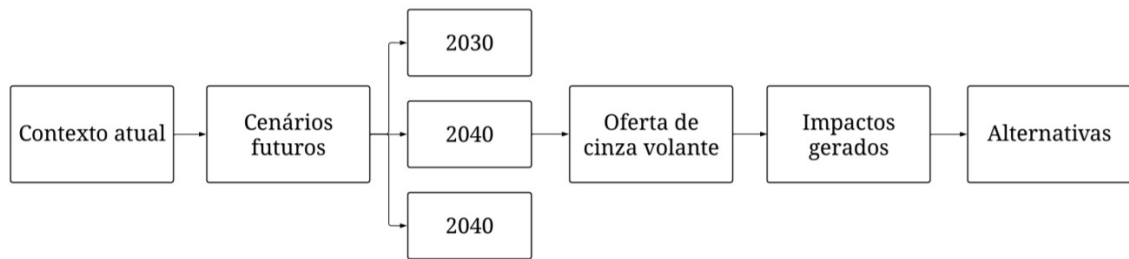 Contexto atual
Cenários
futuros
2030
2040
2040
Oferta de
cinza volante
Impactos
gerados
Alternativas